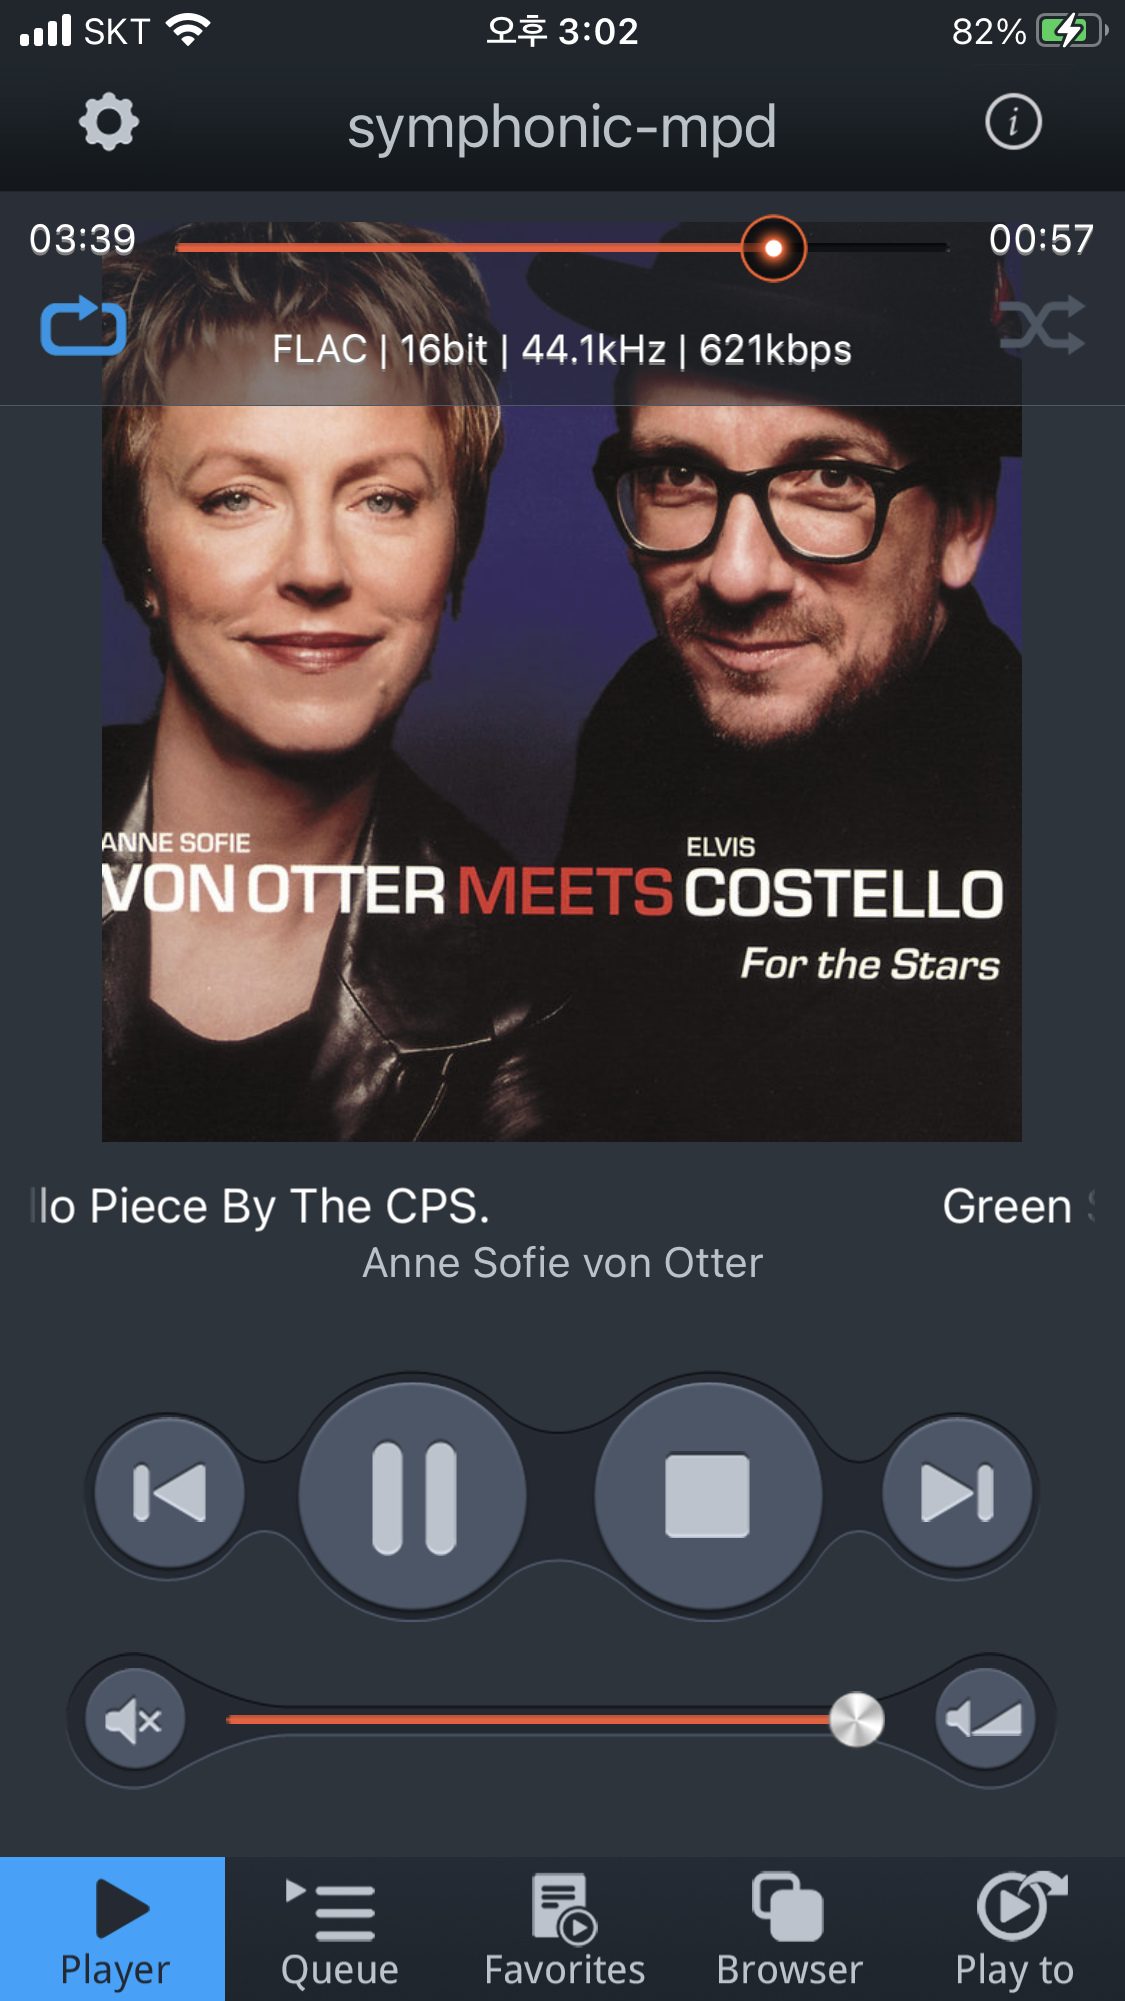 SKT 오후 3:02 82%
symphonic-mpd
03:39 00:57
FLAC | 16bit | 44.1kHz | 621kbps
ANNE SOFIE ELVIS
VON OTTER MEETS COSTELLO
For the Stars
llo Piece By The CPS. Green
Anne Sofie von Otter
Player Queue Favorites Browser Play to